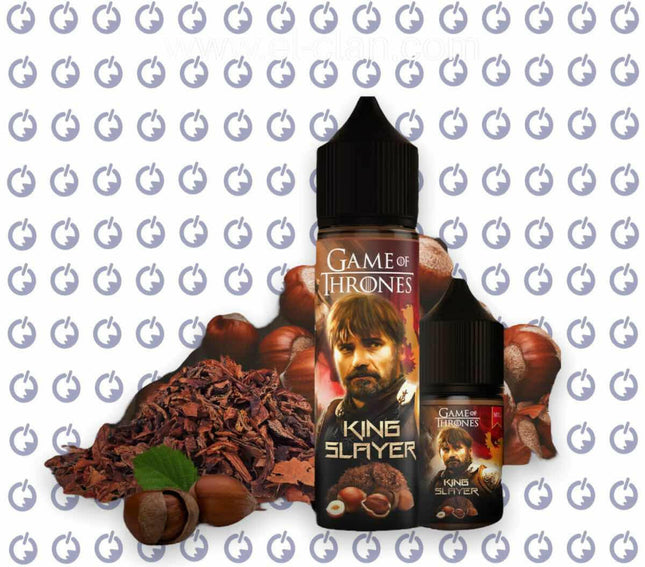 www.el-clan.com
GAME OF
THRONES
KING
SLAYER
GAME OF
THRONES
KING
SLAYER